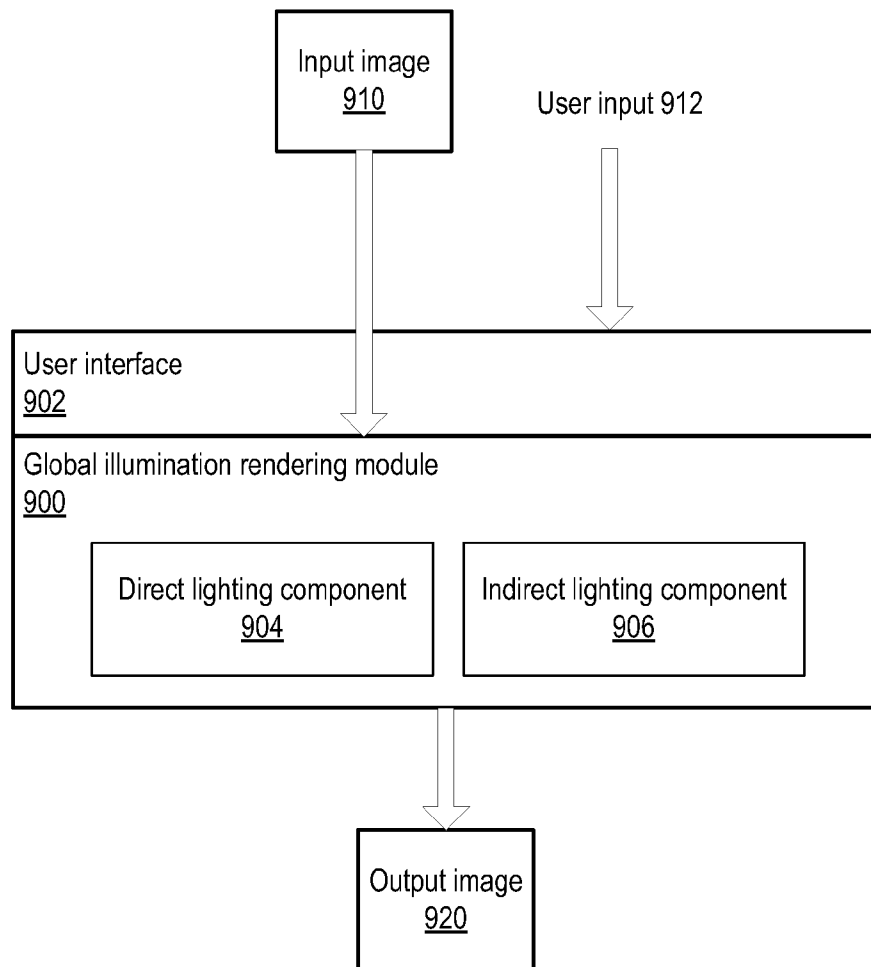 Input image
910
User input 912
User interface
902
Global illumination rendering module
900
Direct lighting component
904
Indirect lighting component
906
Output image
920